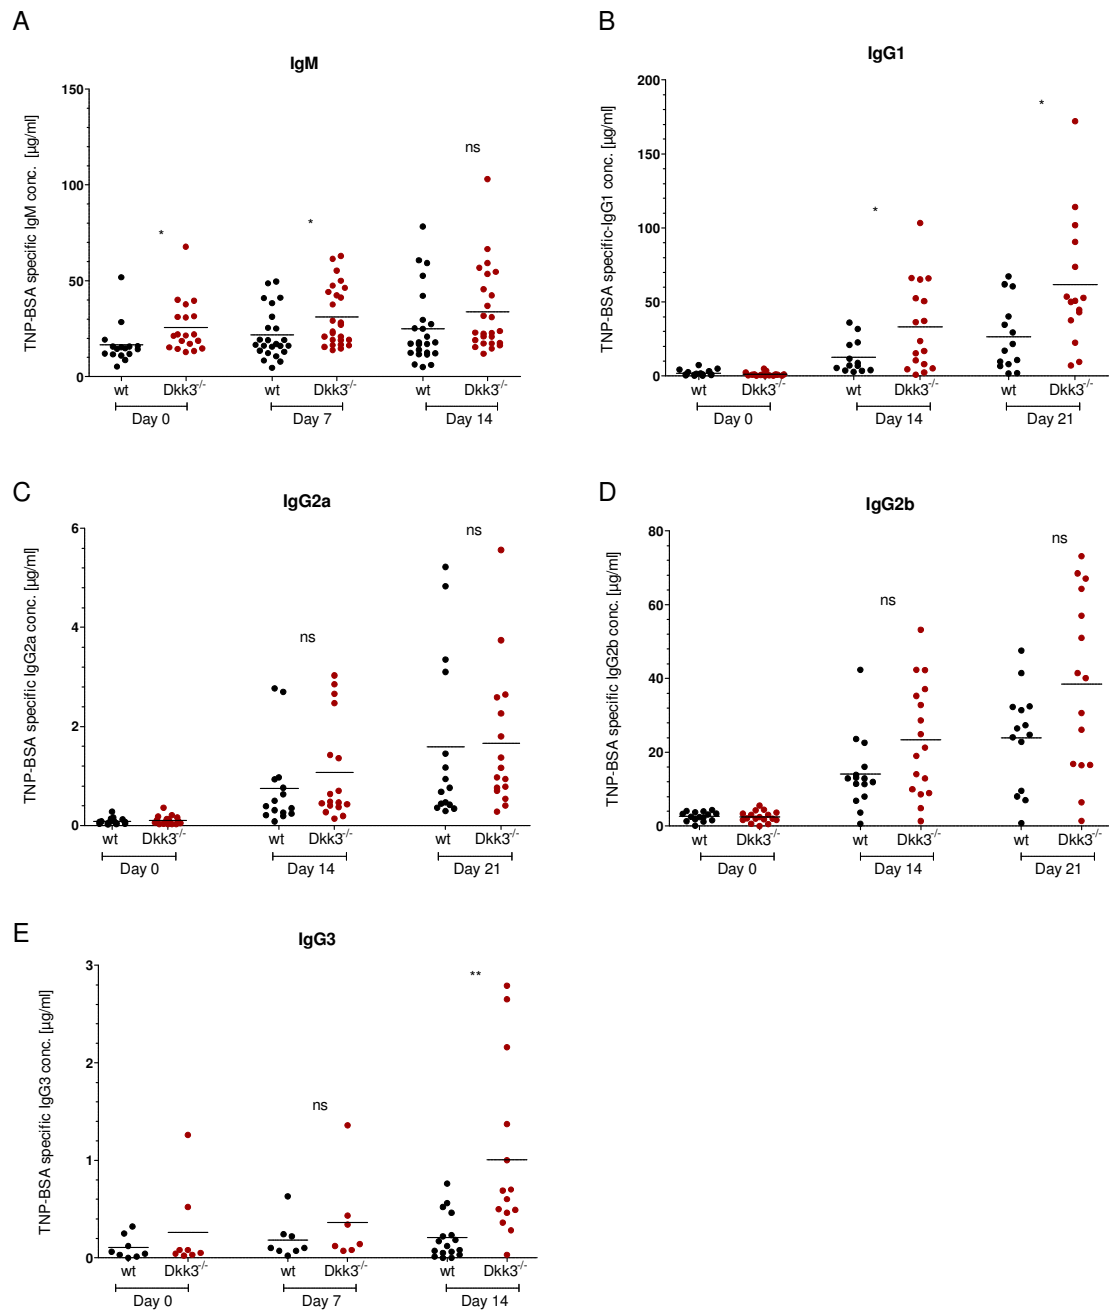 A
IgM
TNP-BSA specific IgM conc. [µg/ml]
150
100
50
0
*
*
ns
wt Dkk3-/- wt Dkk3-/- wt Dkk3-/-
Day 0 Day 7 Day 14
B
IgG1
TNP-BSA specific-IgG1 conc. [µg/ml]
200
150
100
50
0
*
*
wt Dkk3-/- wt Dkk3-/- wt Dkk3-/-
Day 0 Day 14 Day 21
C
IgG2a
TNP-BSA specific IgG2a conc. [µg/ml]
6
4
2
0
ns
ns
wt Dkk3-/- wt Dkk3-/- wt Dkk3-/-
Day 0 Day 14 Day 21
D
IgG2b
TNP-BSA specific IgG2b conc. [µg/ml]
80
60
40
20
0
ns
ns
wt Dkk3-/- wt Dkk3-/- wt Dkk3-/-
Day 0 Day 14 Day 21
E
IgG3
TNP-BSA specific IgG3 conc. [µg/ml]
3
2
1
0
ns
**
wt Dkk3-/- wt Dkk3-/- wt Dkk3-/-
Day 0 Day 7 Day 14